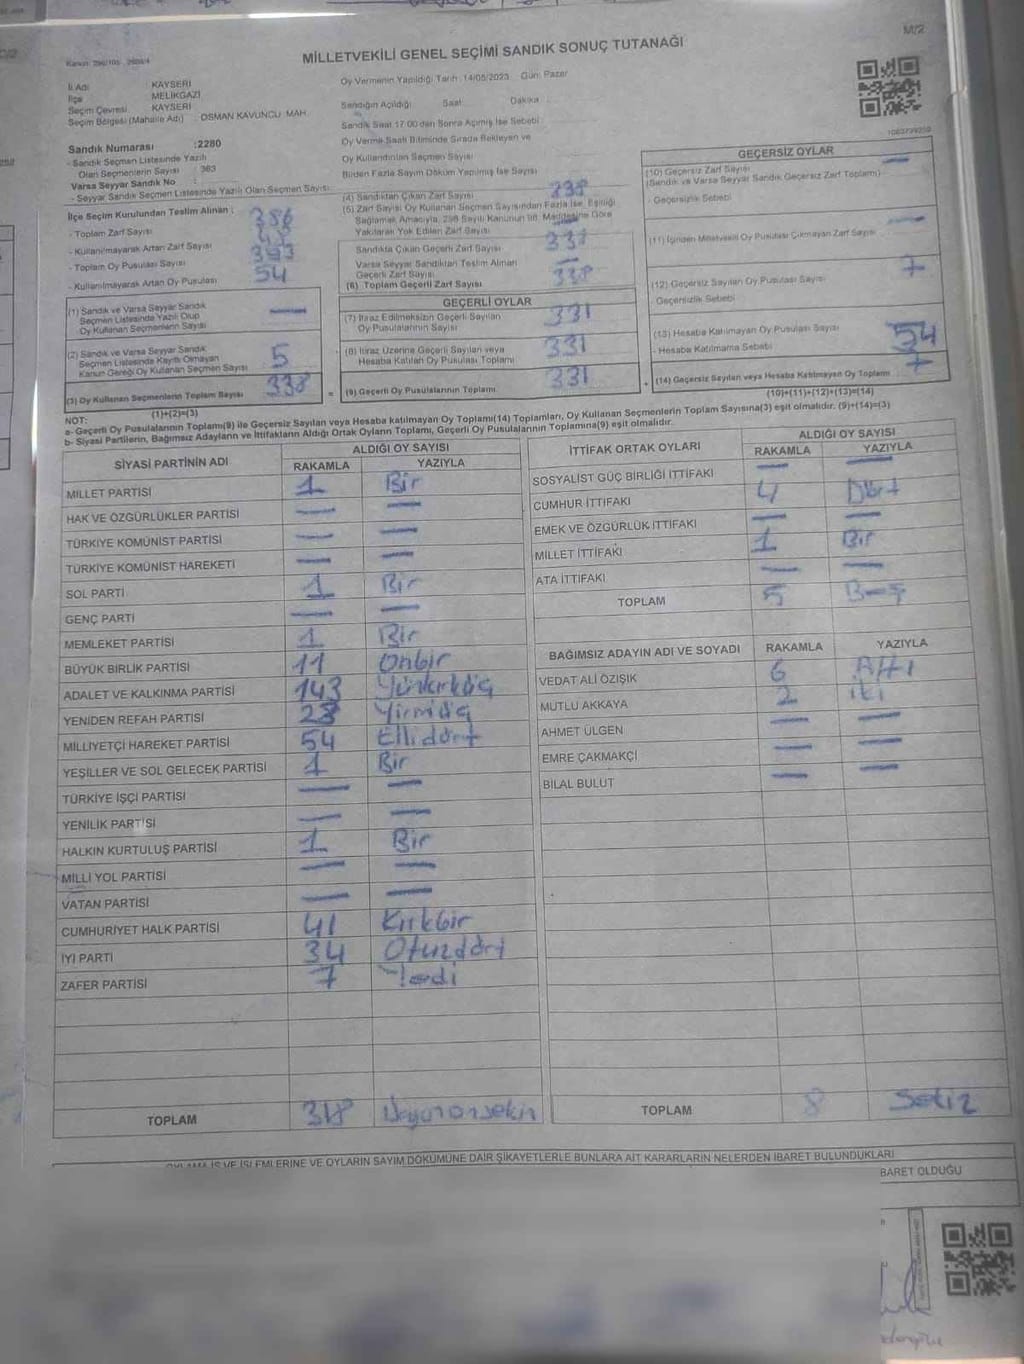 MİLLETVEKİLİ GENEL SEÇİMİ SANDIK SONUÇ TUTANAĞI
M/2
İl Adı KAYSERİ
İlçe MELİKGAZİ
Seçim Çevresi KAYSERİ
Seçim Bölgesi (Mahalle Adı) OSMAN KAVUNCU MAH.
Oy Vermenin Yapıldığı Tarih :14/05/2023 Gün: Pazar
Sandığın Açıldığı Saat Dakika
Sandık Saat 17:00'den Sonra Açılmış İse Sebebi
Oy Verme Saati Bitiminde Sırada Bekleyen ve
Oy Kullandırılan Seçmen Sayısı
Birden Fazla Sayım Döküm Yapılmış İse Sayısı
Sandık Numarası :2280
- Sandık Seçmen Listesinde Yazılı
Olan Seçmenlerin Sayısı : 363
Varsa Seyyar Sandık No :
- Seyyar Sandık Seçmen Listesinde Yazılı Olan Seçmen Sayısı
İlçe Seçim Kurulundan Teslim Alınan :
- Toplam Zarf Sayısı 386
- Kullanılmayarak Artan Zarf Sayısı
- Toplam Oy Pusulası Sayısı
- Kullanılmayarak Artan Oy Pusulası 54
(1) Sandık ve Varsa Seyyar Sandık
Seçmen Listesinde Yazılı Olup
Oy Kullanan Seçmenlerin Sayısı —
(2) Sandık ve Varsa Seyyar Sandık
Seçmen Listesinde Kayıtlı Olmayan
Kanun Gereği Oy Kullanan Seçmen Sayısı 5
(3) Oy Kullanan Seçmenlerin Toplam Sayısı 338
(1)+(2)=(3)
(4) Sandıktan Çıkan Zarf Sayısı 338
(5) Zarf Sayısı Oy Kullanan Seçmen Sayısından Fazla İse, Eşitliği
Sağlamak Amacıyla, 298 Sayılı Kanunun 98. Maddesine Göre
Yakılarak Yok Edilen Zarf Sayısı
Sandıkta Çıkan Geçerli Zarf Sayısı 338
Varsa Seyyar Sandıktan Teslim Alınan
Geçerli Zarf Sayısı —
(6) Toplam Geçerli Zarf Sayısı 338
GEÇERLİ OYLAR
(7) İtiraz Edilmeksizin Geçerli Sayılan
Oy Pusulalarının Sayısı 331
(8) İtiraz Üzerine Geçerli Sayılan veya
Hesaba Katılan Oy Pusulası Toplamı 331
(9) Geçerli Oy Pusulalarının Toplamı 331
GEÇERSİZ OYLAR
(10) Geçersiz Zarf Sayısı —
(Sandık ve Varsa Seyyar Sandık Geçersiz Zarf Toplamı)
- Geçersizlik Sebebi
(11) İçinden Milletvekili Oy Pusulası Çıkmayan Zarf Sayısı —
(12) Geçersiz Sayılan Oy Pusulası Sayısı 7
Geçersizlik Sebebi
(13) Hesaba Katılmayan Oy Pusulası Sayısı 54
- Hesaba Katılmama Sebebi
(14) Geçersiz Sayılan veya Hesaba Katılmayan Oy Toplamı 7
(10)+(11)+(12)+(13)=(14)
NOT:
a- Geçerli Oy Pusulalarının Toplamı(9) ile Geçersiz Sayılan veya Hesaba katılmayan Oy Toplamı(14) Toplamları, Oy Kullanan Seçmenlerin Toplam Sayısına(3) eşit olmalıdır. (9)+(14)=(3)
b- Siyasi Partilerin, Bağımsız Adayların ve İttifakların Aldığı Ortak Oyların Toplamı, Geçerli Oy Pusulalarının Toplamına(9) eşit olmalıdır.
SİYASİ PARTİNİN ADI ALDIĞI OY SAYISI
RAKAMLA YAZIYLA
MİLLET PARTİSİ 1 Bir
HAK VE ÖZGÜRLÜKLER PARTİSİ — —
TÜRKİYE KOMÜNİST PARTİSİ — —
TÜRKİYE KOMÜNİST HAREKETİ — —
SOL PARTİ 1 Bir
GENÇ PARTİ — —
MEMLEKET PARTİSİ 1 Bir
BÜYÜK BİRLİK PARTİSİ 11 Onbir
ADALET VE KALKINMA PARTİSİ 143 Yüzkırküç
YENİDEN REFAH PARTİSİ 23 Yirmiüç
MİLLİYETÇİ HAREKET PARTİSİ 54 Ellidört
YEŞİLLER VE SOL GELECEK PARTİSİ 1 Bir
TÜRKİYE İŞÇİ PARTİSİ — —
YENİLİK PARTİSİ — —
HALKIN KURTULUŞ PARTİSİ 1 Bir
MİLLİ YOL PARTİSİ — —
VATAN PARTİSİ — —
CUMHURİYET HALK PARTİSİ 41 Kırkbir
İYİ PARTİ 34 Otuzdört
ZAFER PARTİSİ 7 Yedi
TOPLAM 318
İTTİFAK ORTAK OYLARI ALDIĞI OY SAYISI
RAKAMLA YAZIYLA
SOSYALİST GÜÇ BİRLİĞİ İTTİFAKI — —
CUMHUR İTTİFAKI 4 Dört
EMEK VE ÖZGÜRLÜK İTTİFAKI — —
MİLLET İTTİFAKI 1 Bir
ATA İTTİFAKI — —
TOPLAM 5 Beş
BAĞIMSIZ ADAYIN ADI VE SOYADI RAKAMLA YAZIYLA
VEDAT ALİ ÖZIŞIK 6 Altı
MUTLU AKKAYA 2 iki
AHMET ÜLGEN — —
EMRE ÇAKMAKÇİ — —
BİLAL BULUT — —
TOPLAM 8 Sekiz
İŞ VE İŞLEMLERİNE VE OYLARIN SAYIM DÖKÜMÜNE DAİR ŞİKAYETLERLE BUNLARA AİT KARARLARIN NELERDEN İBARET BULUNDUKLARI
BARET OLDUĞU